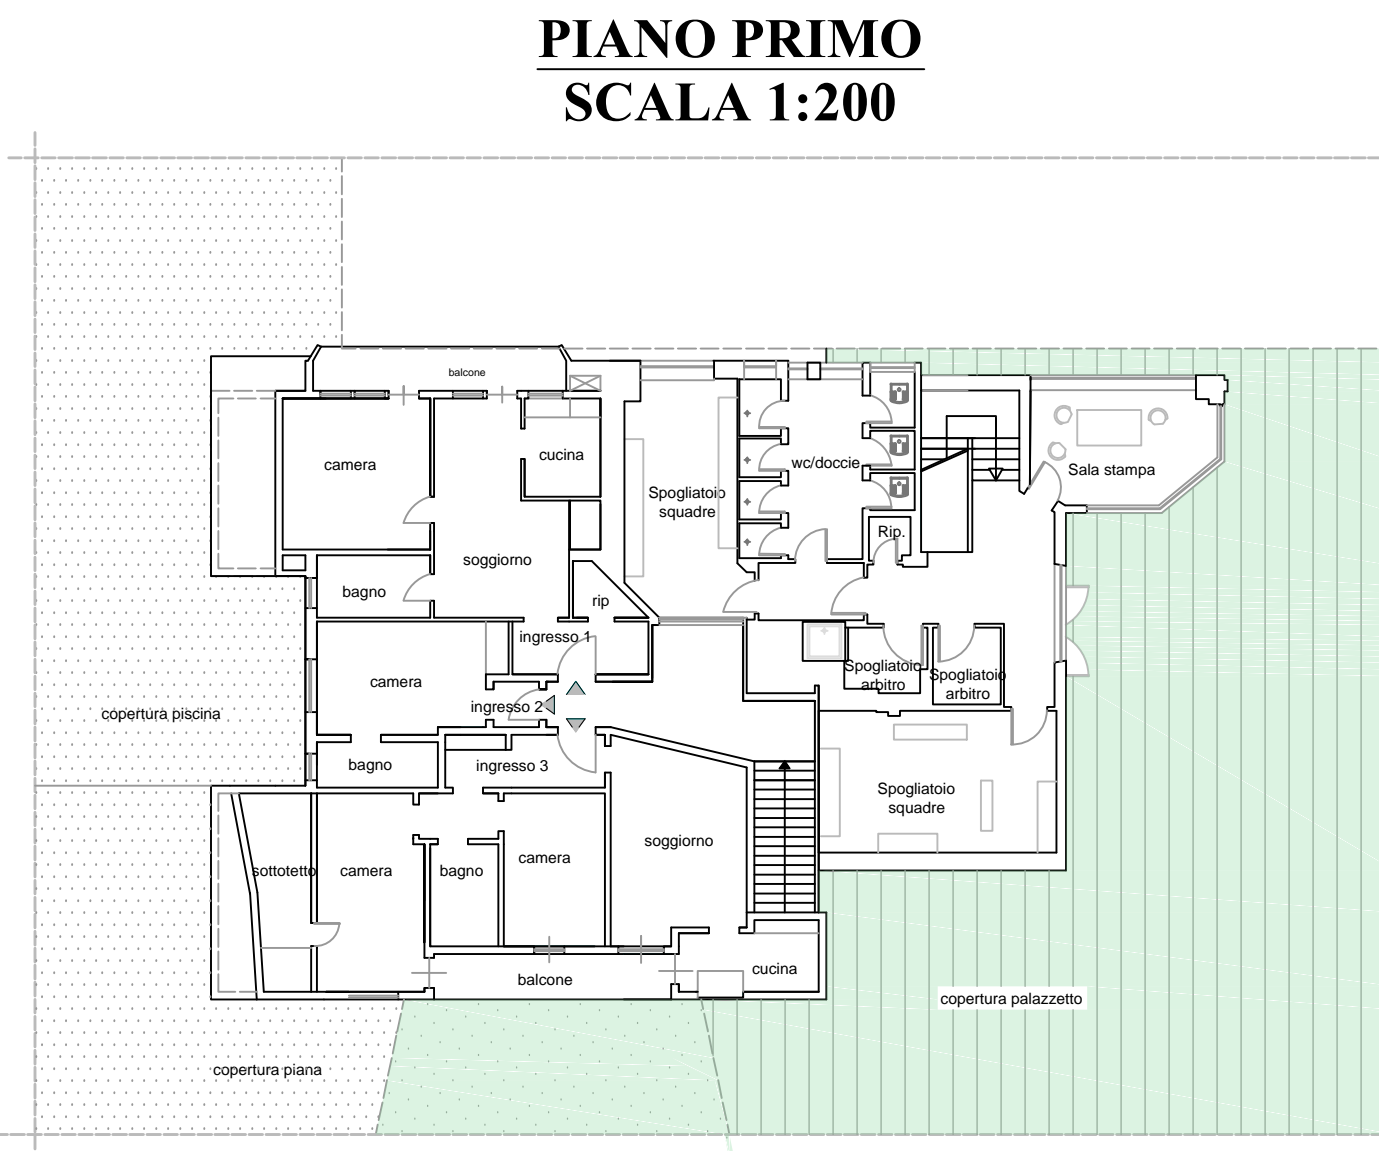 PIANO PRIMO
SCALA 1:200
balcone
camera
cucina
wc/doccie
Sala stampa
Spogliatoio
squadre
Rip.
soggiorno
bagno
rip
ingresso 1
Spogliatoio
arbitro
Spogliatoio
arbitro
camera
ingresso 2
copertura piscina
bagno
ingresso 3
Spogliatoio
squadre
soggiorno
camera
sottotetto
camera
bagno
cucina
balcone
copertura palazzetto
copertura piana